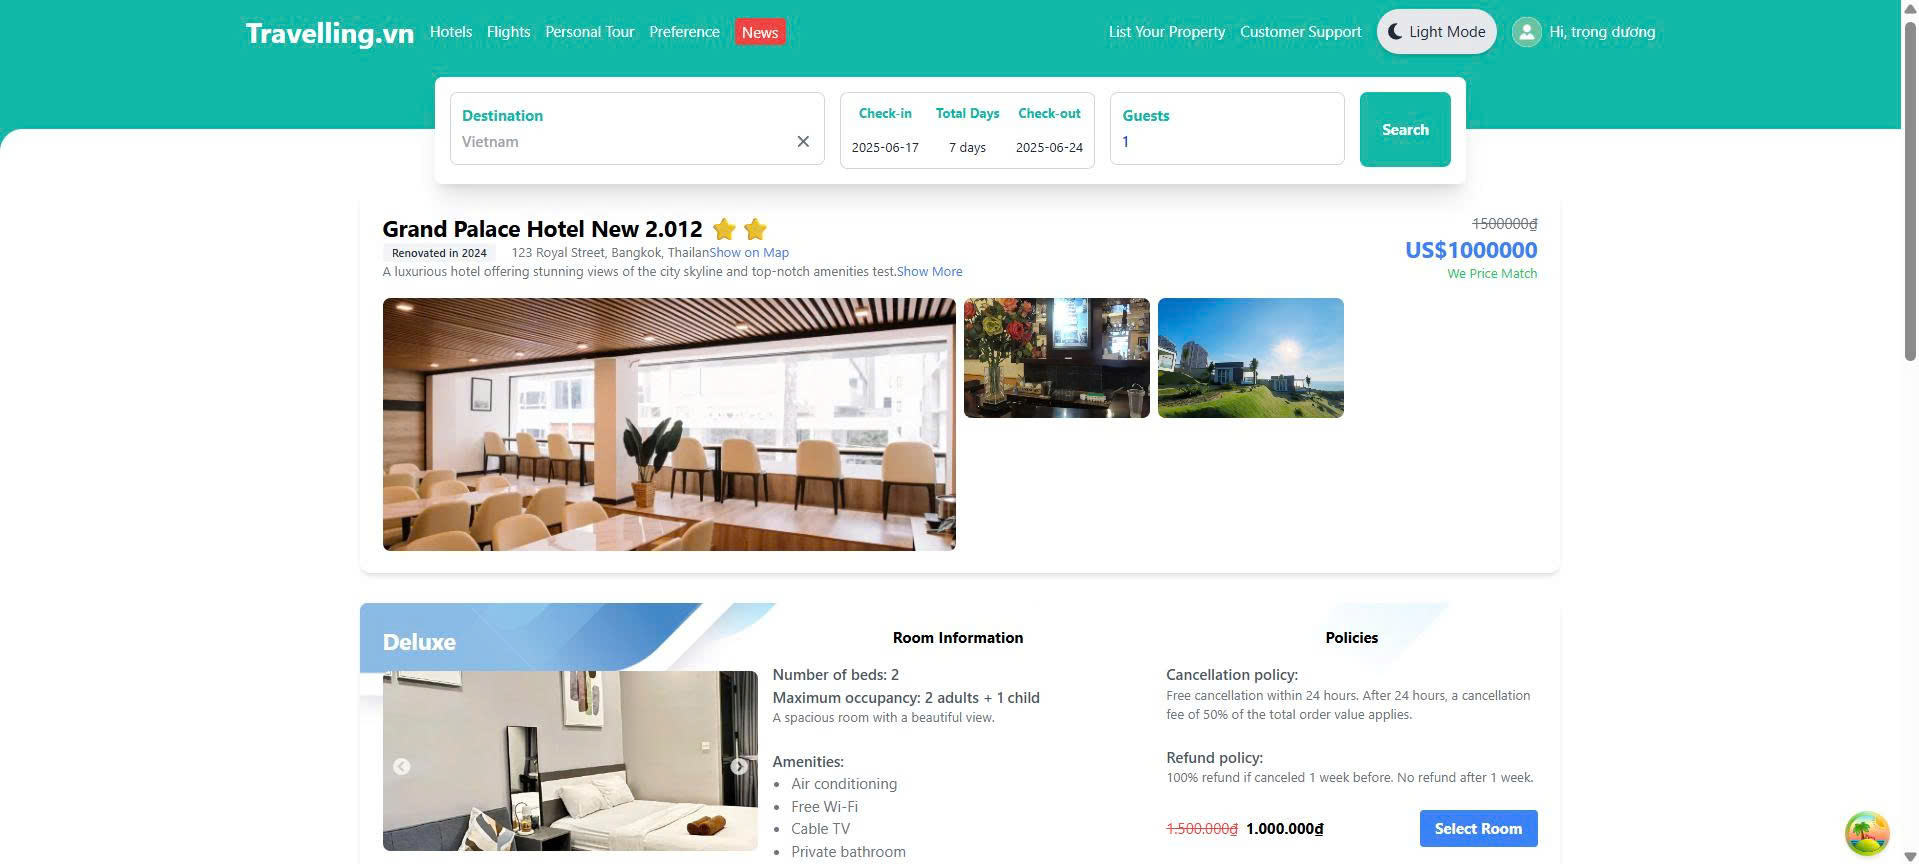 Travelling.vn Hotels Flights Personal Tour Preference News List Your Property Customer Support Light Mode Hi, trọng dương
Destination
Vietnam
Check-in Total Days Check-out
2025-06-17 7 days 2025-06-24
Guests
1
Search
Grand Palace Hotel New 2.012
Renovated in 2024 123 Royal Street, Bangkok, ThailanShow on Map
A luxurious hotel offering stunning views of the city skyline and top-notch amenities test.Show More
1500000₫
US$1000000
We Price Match
Deluxe
Room Information
Number of beds: 2
Maximum occupancy: 2 adults + 1 child
A spacious room with a beautiful view.
Amenities:
• Air conditioning
• Free Wi-Fi
• Cable TV
• Private bathroom
Policies
Cancellation policy:
Free cancellation within 24 hours. After 24 hours, a cancellation
fee of 50% of the total order value applies.
Refund policy:
100% refund if canceled 1 week before. No refund after 1 week.
1.500.000₫ 1.000.000₫
Select Room